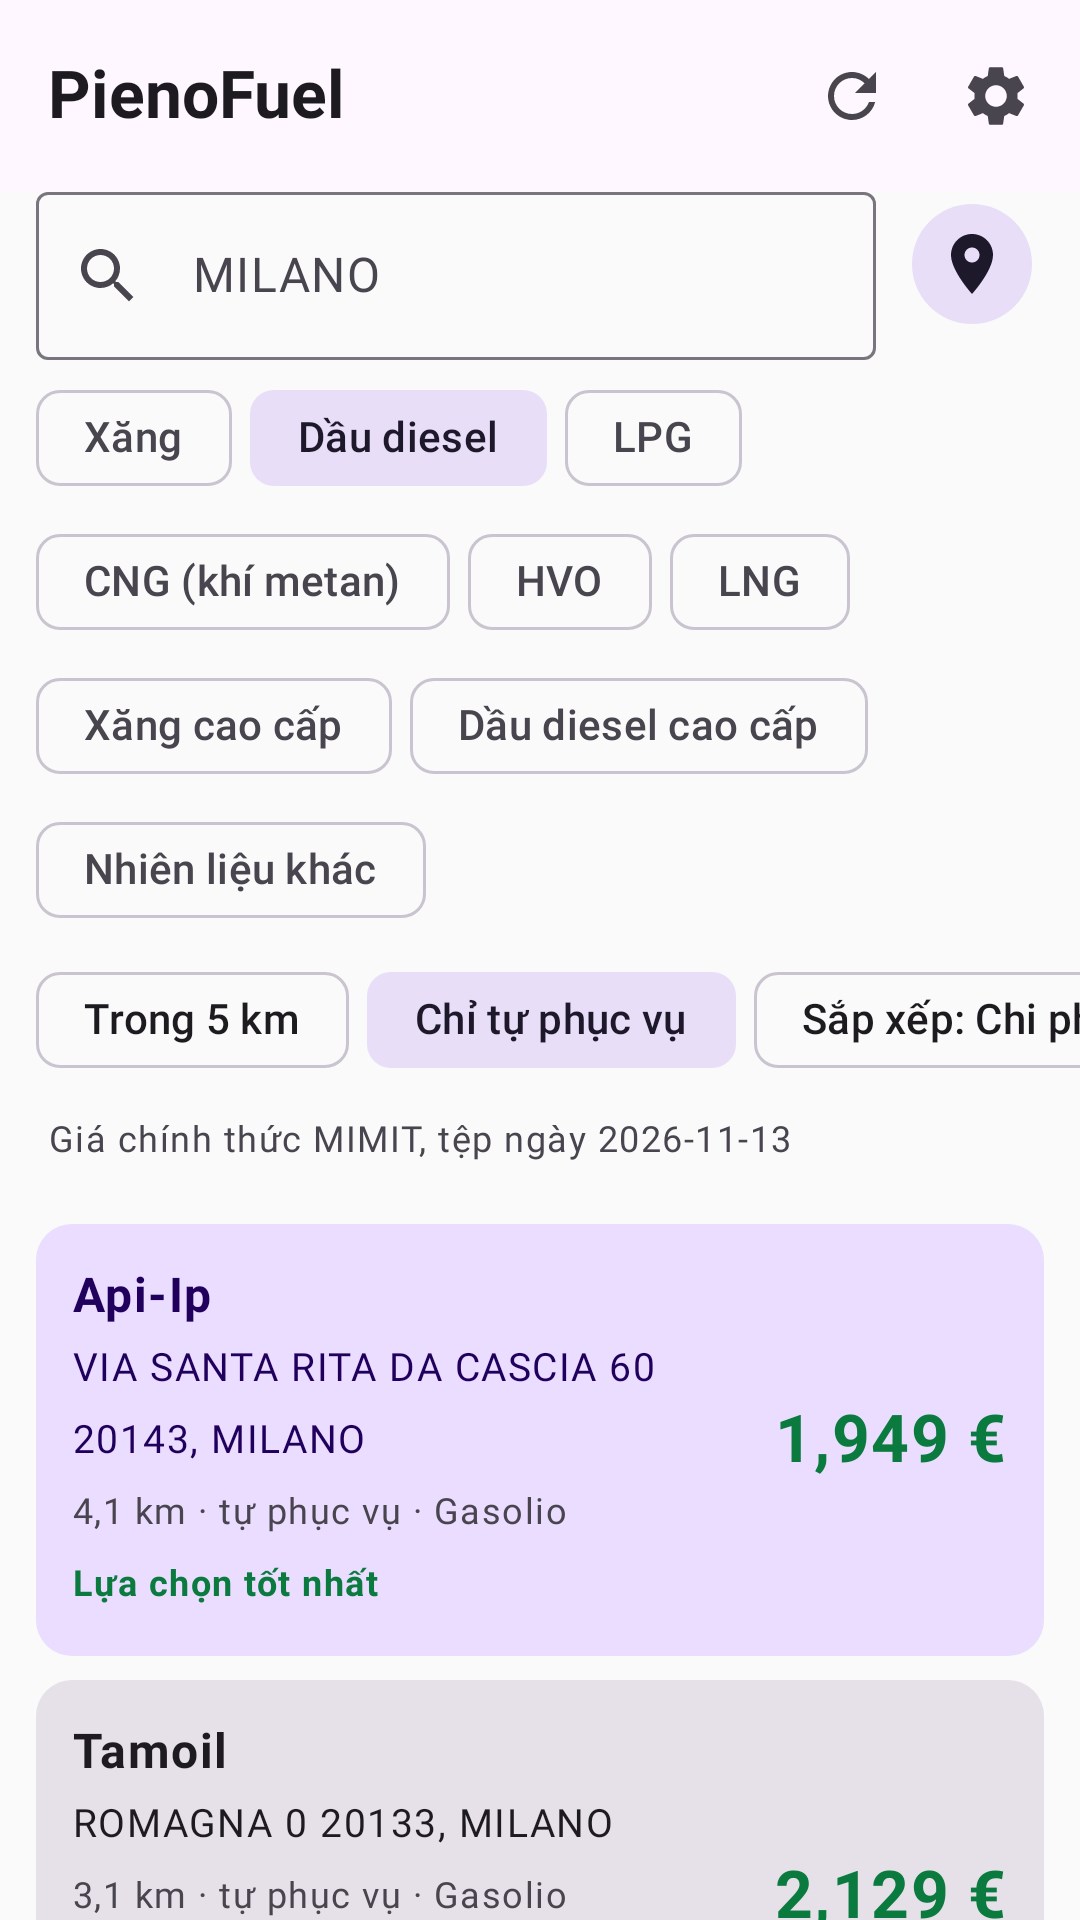 PienoFuel
MILANO
Xăng
Dầu diesel
LPG
CNG (khí metan)
HVO
LNG
Xăng cao cấp
Dầu diesel cao cấp
Nhiên liệu khác
Trong 5 km
Chỉ tự phục vụ
Sắp xếp: Chi
Giá chính thức MIMIT, tệp ngày 2026-11-13
Api-Ip
VIA SANTA RITA DA CASCIA 60
20143, MILANO
1,949 €
4,1 km · tự phục vụ · Gasolio
Lựa chọn tốt nhất
Tamoil
ROMAGNA 0 20133, MILANO
3,1 km · tự phục vụ · Gasolio
2,129 €